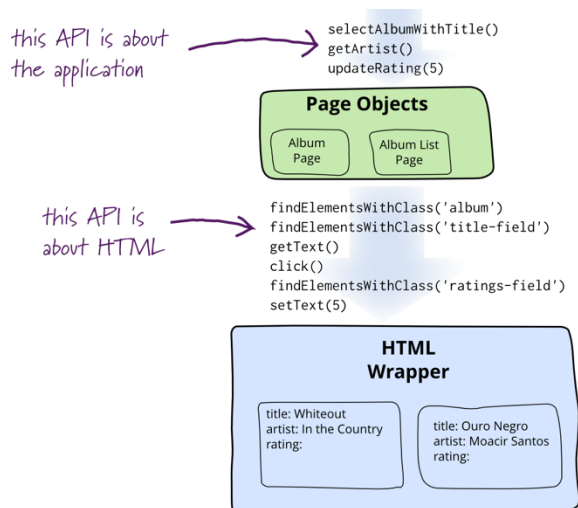 selectAlbumWithTitle()
getArtist()
updateRating(5)
this API is about
the application
Page Objects
Album
Page
Album List
Page
this API is
about HTML
findElementsWithClass('album')
findElementsWithClass('title-field')
getText()
click()
findElementsWithClass('ratings-field')
setText(5)
HTML
Wrapper
title: Whiteout
artist: In the Country
rating:
title: Ouro Negro
artist: Moacir Santos
rating: